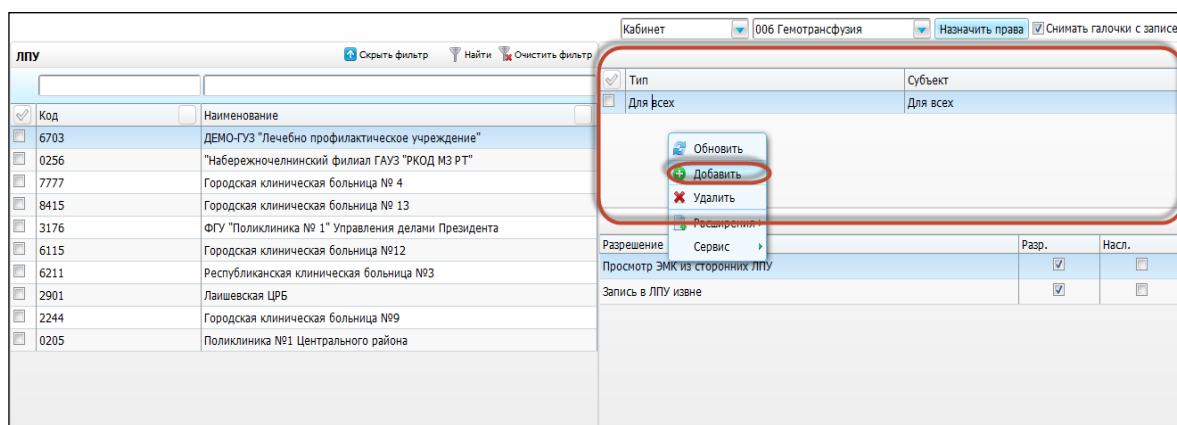 Кабинет 006 Гемотрансфузия Назначить права Снимать галочки с записе
ЛПУ Скрыть фильтр Найти Очистить фильтр
Тип Субъект
Для всех Для всех
Код Наименование
6703 ДЕМО-ГУЗ "Лечебно профилактическое учреждение"
0256 "Набережночелнинский филиал ГАУЗ "РКОД МЗ РТ"
7777 Городская клиническая больница № 4
8415 Городская клиническая больница № 13
3176 ФГУ "Поликлиника № 1" Управления делами Президента
6115 Городская клиническая больница №12
6211 Республиканская клиническая больница №3
2901 Лаишевская ЦРБ
2244 Городская клиническая больница №9
0205 Поликлиника №1 Центрального района
Обновить
Добавить
Удалить
Расширения
Сервис
Разрешение Разр. Насл.
Просмотр ЭМК из сторонних ЛПУ
Запись в ЛПУ извне